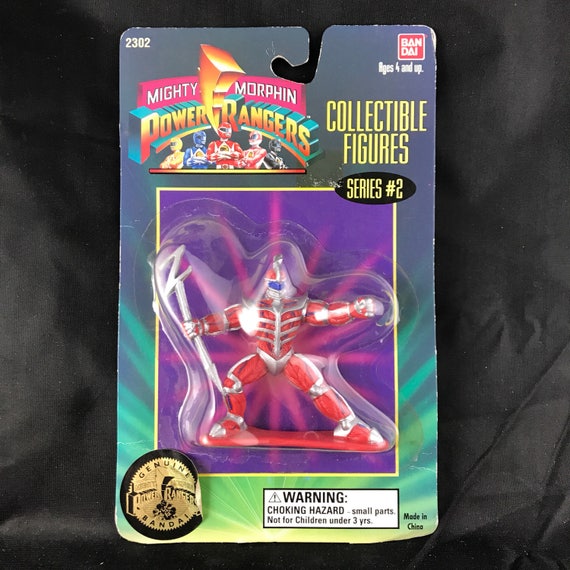 2302
BAN
DAI
Ages 4 and up.
MIGHTY MORPHIN
POWER RANGERS
TM
COLLECTIBLE
FIGURES
SERIES #2
GENUINE
POWER RANGERS
BANDAI
WARNING:
CHOKING HAZARD - small parts.
Not for Children under 3 yrs.
Made in
China